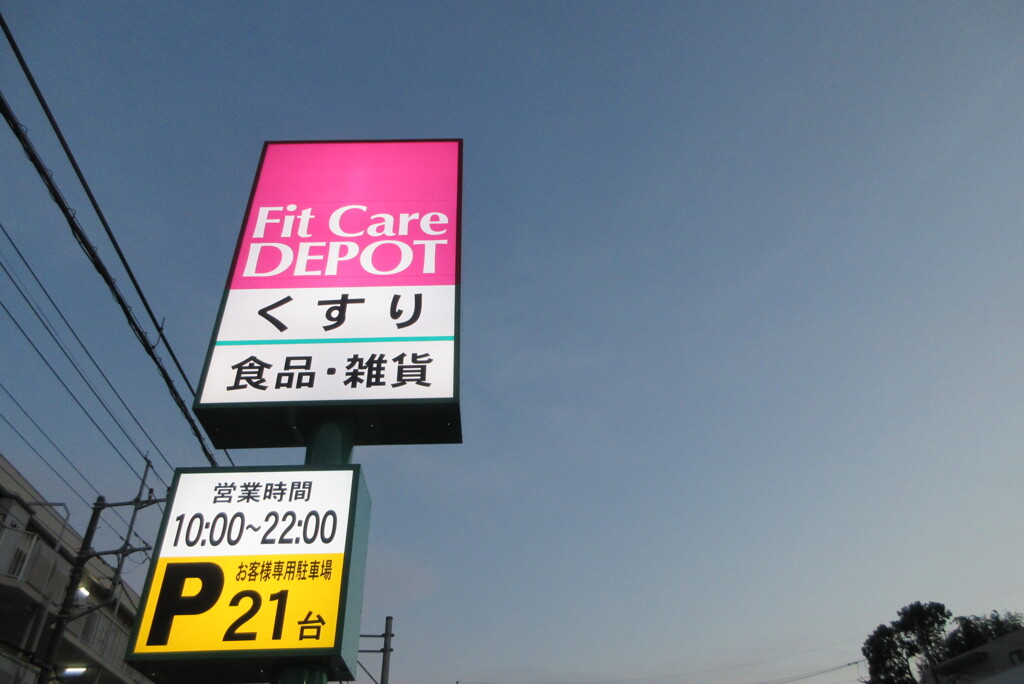 Fit Care
DEPOT
くすり
食品・雑貨
営業時間
10:00~22:00
お客様専用駐車場
P 21台